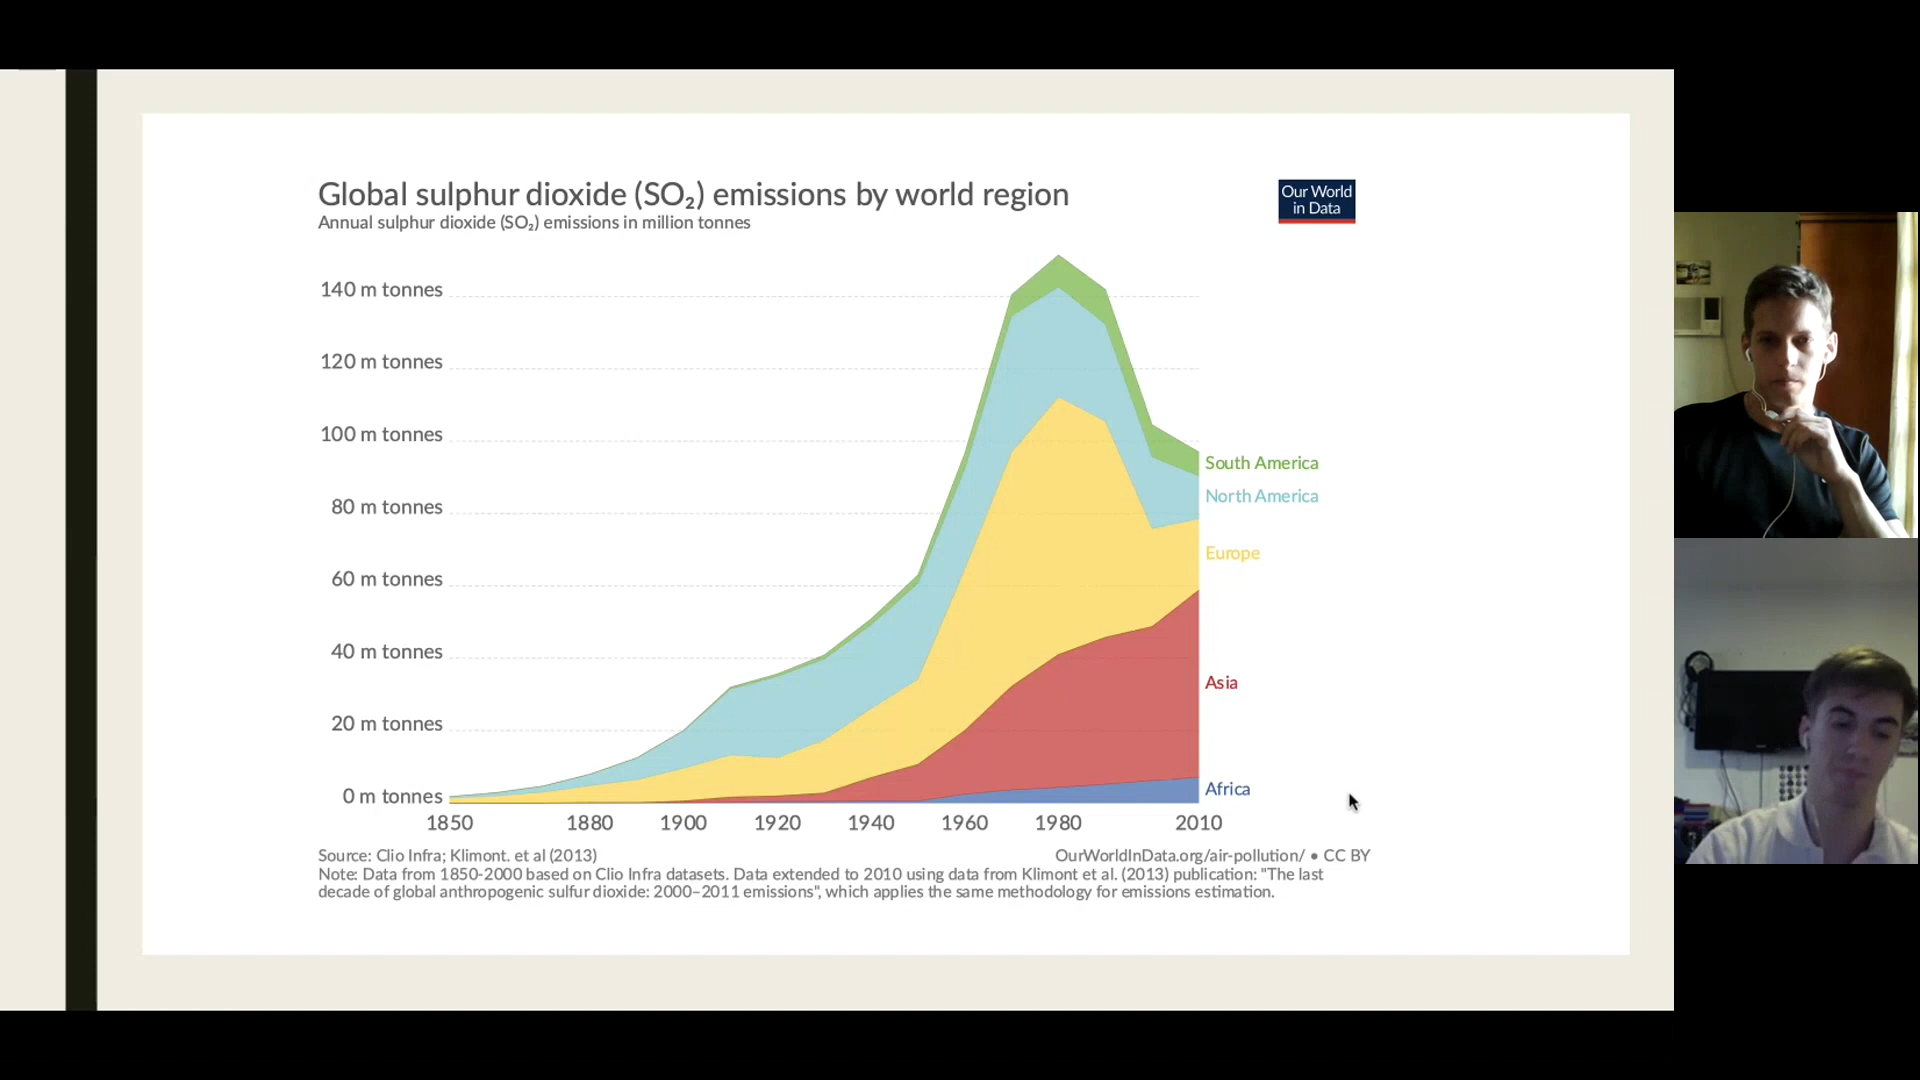 Global sulphur dioxide (SO₂) emissions by world region
Annual sulphur dioxide (SO₂) emissions in million tonnes
Our World
in Data
140 m tonnes
120 m tonnes
100 m tonnes
80 m tonnes
60 m tonnes
40 m tonnes
20 m tonnes
0 m tonnes
South America
North America
Europe
Asia
Africa
1850 1880 1900 1920 1940 1960 1980 2010
Source: Clio Infra; Klimont. et al (2013) OurWorldInData.org/air-pollution/ • CC BY
Note: Data from 1850-2000 based on Clio Infra datasets. Data extended to 2010 using data from Klimont et al. (2013) publication: "The last
decade of global anthropogenic sulfur dioxide: 2000–2011 emissions", which applies the same methodology for emissions estimation.